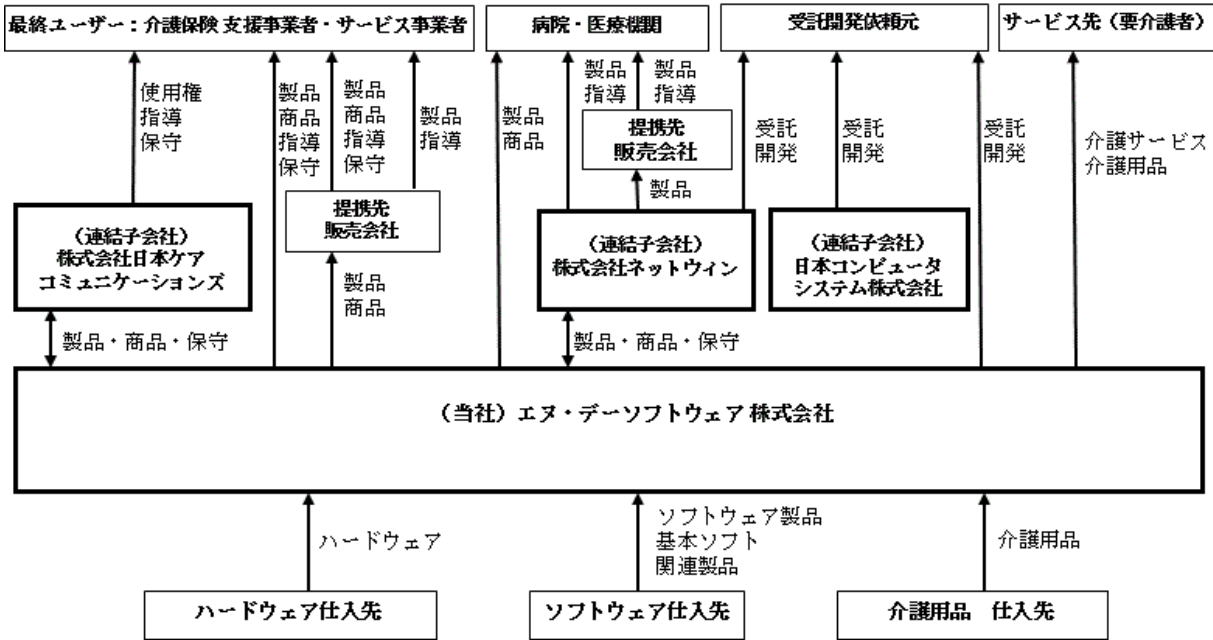 最終ユーザー：介護保険 支援事業者・サービス事業者
病院・医療機関
受託開発依頼元
サービス先（要介護者）
使用権
指導
保守
製品
商品
指導
保守
製品
商品
指導
保守
製品
指導
製品
商品
製品
指導
製品
指導
提携先
販売会社
製品
受託
開発
受託
開発
受託
開発
介護サービス
介護用品
（連結子会社）
株式会社日本ケア
コミュニケーションズ
提携先
販売会社
製品
商品
（連結子会社）
株式会社ネットウィン
（連結子会社）
日本コンピュータ
システム株式会社
製品・商品・保守
製品・商品・保守
（当社）エヌ・デーソフトウェア 株式会社
ハードウェア
ソフトウェア製品
基本ソフト
関連製品
介護用品
ハードウェア仕入先
ソフトウェア仕入先
介護用品　仕入先